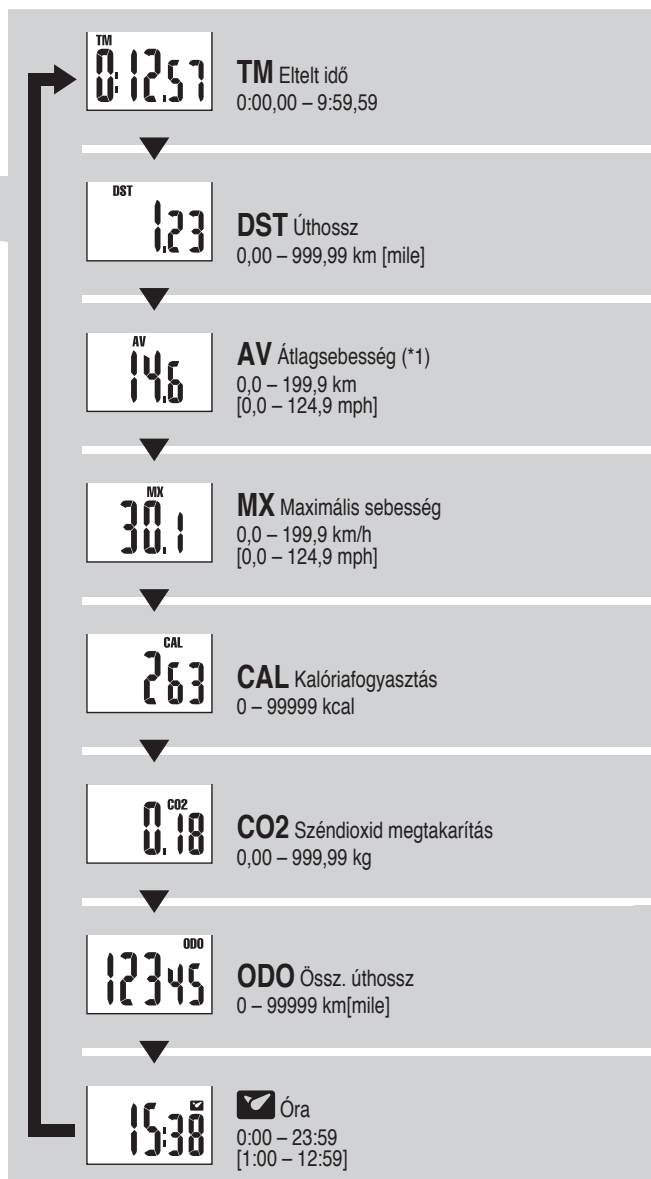 TM
0:12.57
TM Eltelt idő
0:00,00 – 9:59,59
DST
1.23
DST Úthossz
0,00 – 999,99 km [mile]
AV
14.6
AV Átlagsebesség (*1)
0,0 – 199,9 km
[0,0 – 124,9 mph]
MX
30.1
MX Maximális sebesség
0,0 – 199,9 km/h
[0,0 – 124,9 mph]
CAL
263
CAL Kalóriafogyasztás
0 – 99999 kcal
CO2
0.18
CO2 Széndioxid megtakarítás
0,00 – 999,99 kg
ODO
12345
ODO Össz. úthossz
0 – 99999 km[mile]
15:38
Óra
0:00 – 23:59
[1:00 – 12:59]